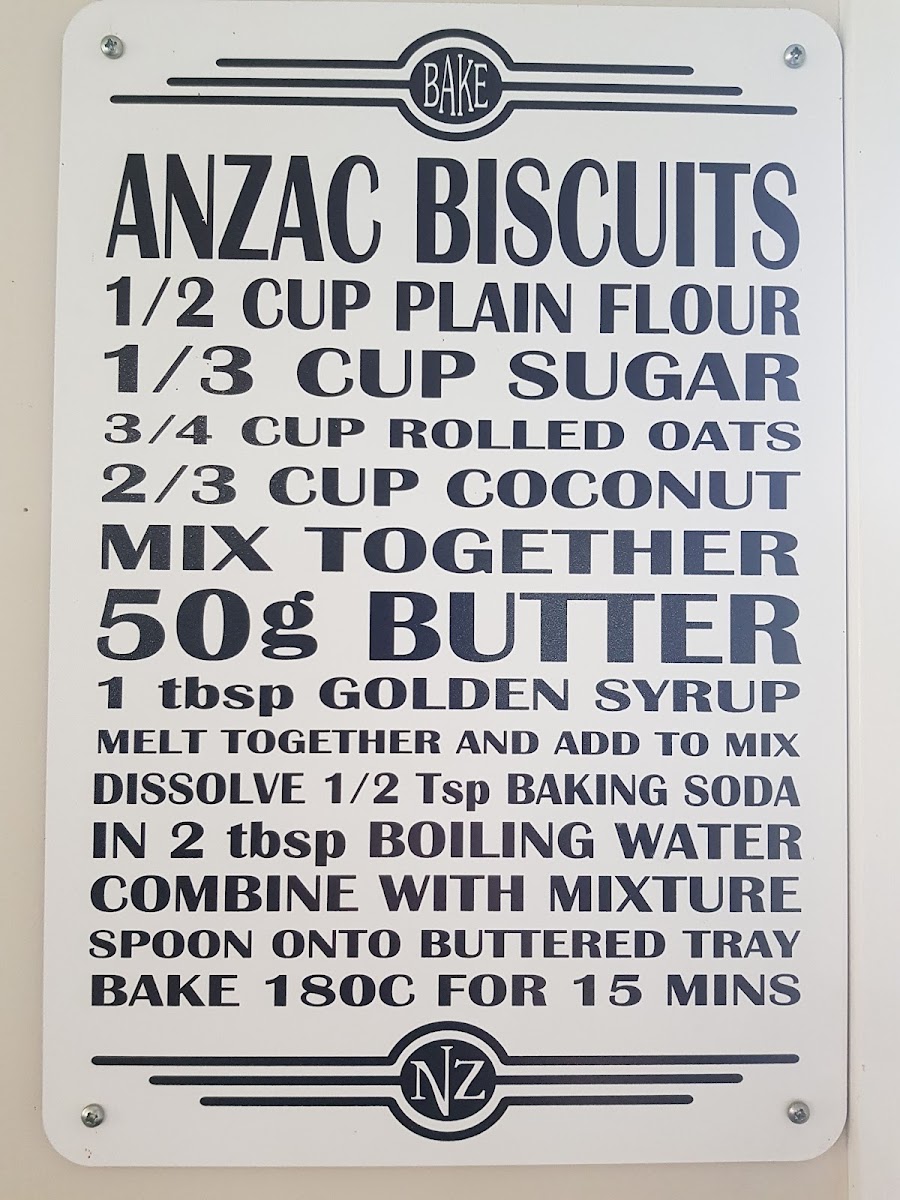 BAKE
ANZAC BISCUITS
1/2 CUP PLAIN FLOUR
1/3 CUP SUGAR
3/4 CUP ROLLED OATS
2/3 CUP COCONUT
MIX TOGETHER
50g BUTTER
1 tbsp GOLDEN SYRUP
MELT TOGETHER AND ADD TO MIX
DISSOLVE 1/2 Tsp BAKING SODA
IN 2 tbsp BOILING WATER
COMBINE WITH MIXTURE
SPOON ONTO BUTTERED TRAY
BAKE 180C FOR 15 MINS
NZ